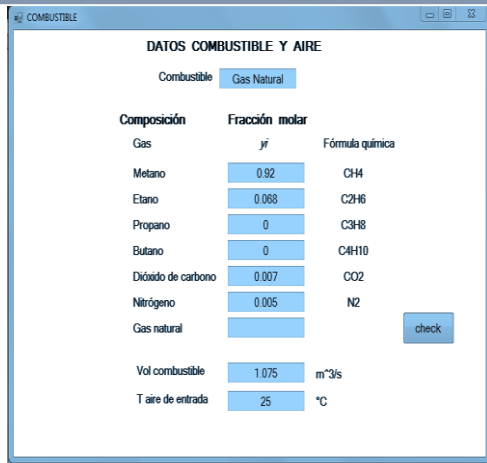 COMBUSTIBLE
DATOS COMBUSTIBLE Y AIRE
Combustible Gas Natural
Composición Fracción molar
Gas yi Fórmula química
Metano 0.92 CH4
Etano 0.068 C2H6
Propano 0 C3H8
Butano 0 C4H10
Dióxido de carbono 0.007 CO2
Nitrógeno 0.005 N2
Gas natural check
Vol combustible 1.075 m^3/s
T aire de entrada 25 °C